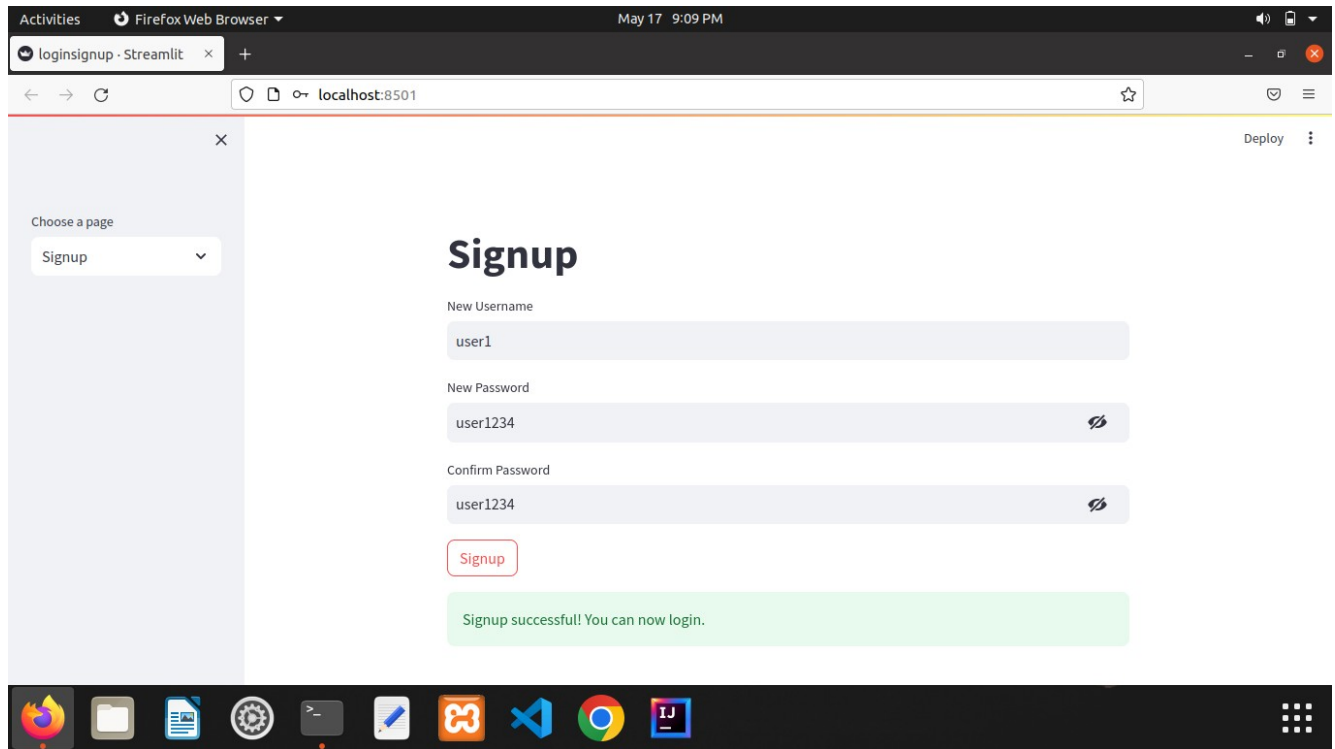 Activities Firefox Web Browser May 17 9:09 PM
loginsignup · Streamlit
localhost:8501
Deploy
Choose a page
Signup
Signup
New Username
user1
New Password
user1234
Confirm Password
user1234
Signup
Signup successful! You can now login.
>_
IJ